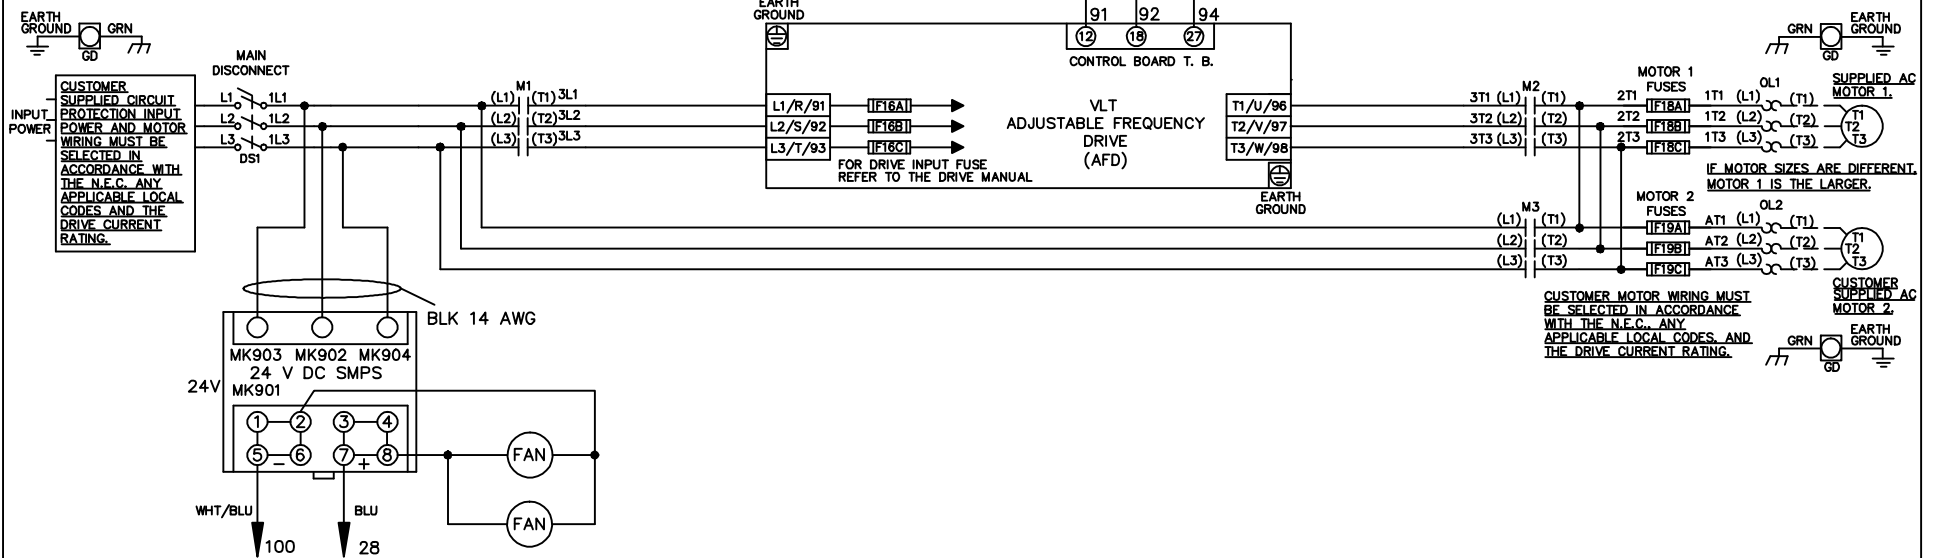 EARTH
GROUND
GRN
GD
EARTH
GROUND
91
92
94
12
18
27
CONTROL BOARD T. B.
GRN
EARTH
GROUND
GD
INPUT
POWER
CUSTOMER
SUPPLIED CIRCUIT
PROTECTION INPUT
POWER AND MOTOR
WIRING MUST BE
SELECTED IN
ACCORDANCE WITH
THE N.E.C. ANY
APPLICABLE LOCAL
CODES AND THE
DRIVE CURRENT
RATING.
MAIN
DISCONNECT
L1 1L1
L2 1L2
L3 1L3
DS1
M1
(L1) (T1) 3L1
(L2) (T2) 3L2
(L3) (T3) 3L3
L1/R/91
L2/S/92
L3/T/93
F16A
F16B
F16C
FOR DRIVE INPUT FUSE
REFER TO THE DRIVE MANUAL
VLT
ADJUSTABLE FREQUENCY
DRIVE
(AFD)
T1/U/96
T2/V/97
T3/W/98
EARTH
GROUND
M2
3T1 (L1) (T1)
3T2 (L2) (T2)
3T3 (L3) (T3)
MOTOR 1
FUSES
2T1 F18A 1T1 (L1)
2T2 F18B 1T2 (L2)
2T3 F18C 1T3 (L3)
OL1
(T1)
(T2)
(T3)
SUPPLIED AC
MOTOR 1.
T1
T2
T3
IF MOTOR SIZES ARE DIFFERENT,
MOTOR 1 IS THE LARGER.
M3
(L1) (T1)
(L2) (T2)
(L3) (T3)
MOTOR 2
FUSES
F19A AT1 (L1)
F19B AT2 (L2)
F19C AT3 (L3)
OL2
(T1)
(T2)
(T3)
T1
T2
T3
CUSTOMER
SUPPLIED AC
MOTOR 2.
CUSTOMER MOTOR WIRING MUST
BE SELECTED IN ACCORDANCE
WITH THE N.E.C., ANY
APPLICABLE LOCAL CODES, AND
THE DRIVE CURRENT RATING.
GRN
EARTH
GROUND
GD
BLK 14 AWG
MK903 MK902 MK904
24 V DC SMPS
24V
MK901
1 2 3 4
5 − 6 7 + 8
FAN
FAN
WHT/BLU
BLU
100
28